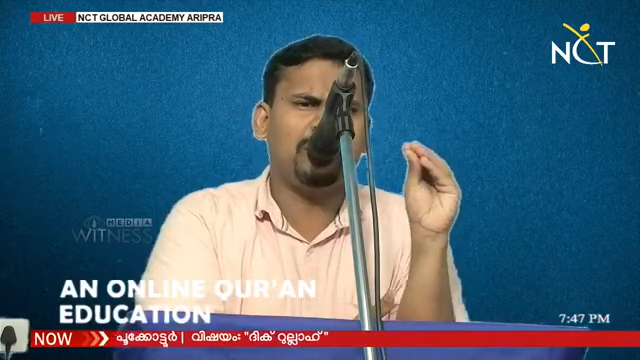 LIVE NCT GLOBAL ACADEMY ARIPRA
NCT
MEDIA
WITNESS
AN ONLINE QUR'AN
EDUCATION
7:47 PM
NOW പൂക്കോട്ടൂർ | വിഷയം: "ദിക് റുല്ലാഹ് "